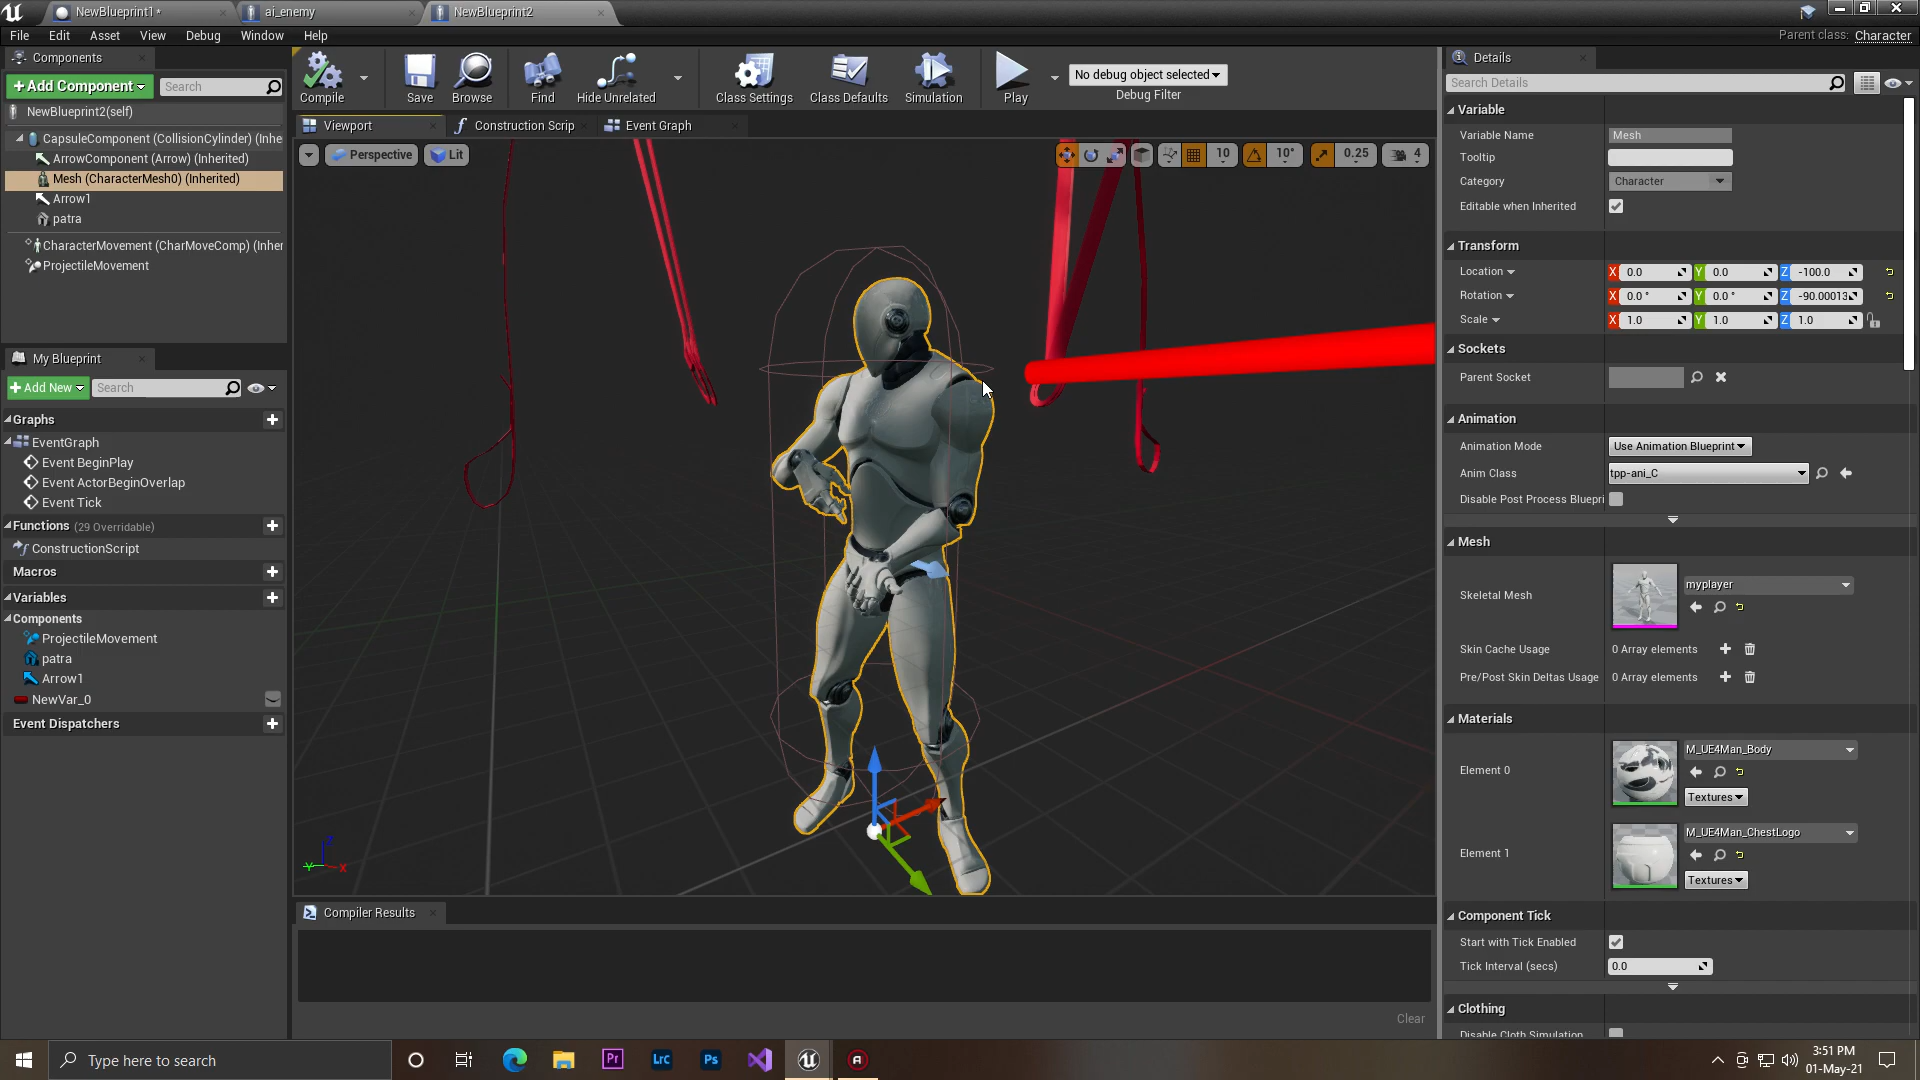 NewBlueprint1*
ai_enemy
NewBlueprint2
File Edit Asset View Debug Window Help
Parent class: Character
Components
+Add Component
Search
NewBlueprint2(self)
CapsuleComponent (CollisionCylinder) (Inhe
ArrowComponent (Arrow) (Inherited)
Mesh (CharacterMesh0) (Inherited)
Arrow1
patra
CharacterMovement (CharMoveComp) (Inher
ProjectileMovement
My Blueprint
+Add New
Search
Graphs
EventGraph
Event BeginPlay
Event ActorBeginOverlap
Event Tick
Functions (29 Overridable)
ConstructionScript
Macros
Variables
Components
ProjectileMovement
patra
Arrow1
NewVar_0
Event Dispatchers
Compile
Save
Browse
Find
Hide Unrelated
Class Settings
Class Defaults
Simulation
Play
No debug object selected
Debug Filter
Viewport
Construction Scrip
Event Graph
Perspective
Lit
10
10°
0.25
4
Z
Y
X
Compiler Results
Clear
Details
Search Details
Variable
Variable Name Mesh
Tooltip
Category Character
Editable when Inherited
Transform
Location X 0.0 Y 0.0 Z -100.0
Rotation X 0.0 ° Y 0.0 ° Z -90.00013
Scale X 1.0 Y 1.0 Z 1.0
Sockets
Parent Socket
Animation
Animation Mode Use Animation Blueprint
Anim Class tpp-ani_C
Disable Post Process Bluepri
Mesh
Skeletal Mesh
myplayer
Skin Cache Usage 0 Array elements
Pre/Post Skin Deltas Usage 0 Array elements
Materials
Element 0
M_UE4Man_Body
Textures
Element 1
M_UE4Man_ChestLogo
Textures
Component Tick
Start with Tick Enabled
Tick Interval (secs) 0.0
Clothing
Disable Cloth Simulation
Type here to search
Pr
Lrc
Ps
3:51 PM
01-May-21